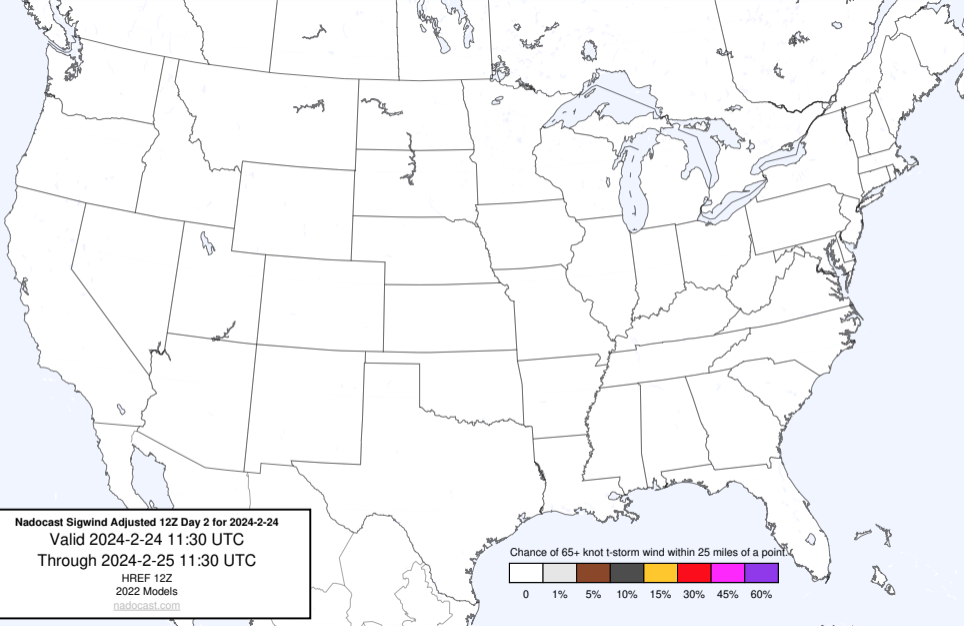 Nadocast Sigwind Adjusted 12Z Day 2 for 2024-2-24
Valid 2024-2-24 11:30 UTC
Through 2024-2-25 11:30 UTC
HREF 12Z
2022 Models
nadocast.com
Chance of 65+ knot t-storm wind within 25 miles of a point.
0 1% 5% 10% 15% 30% 45% 60%